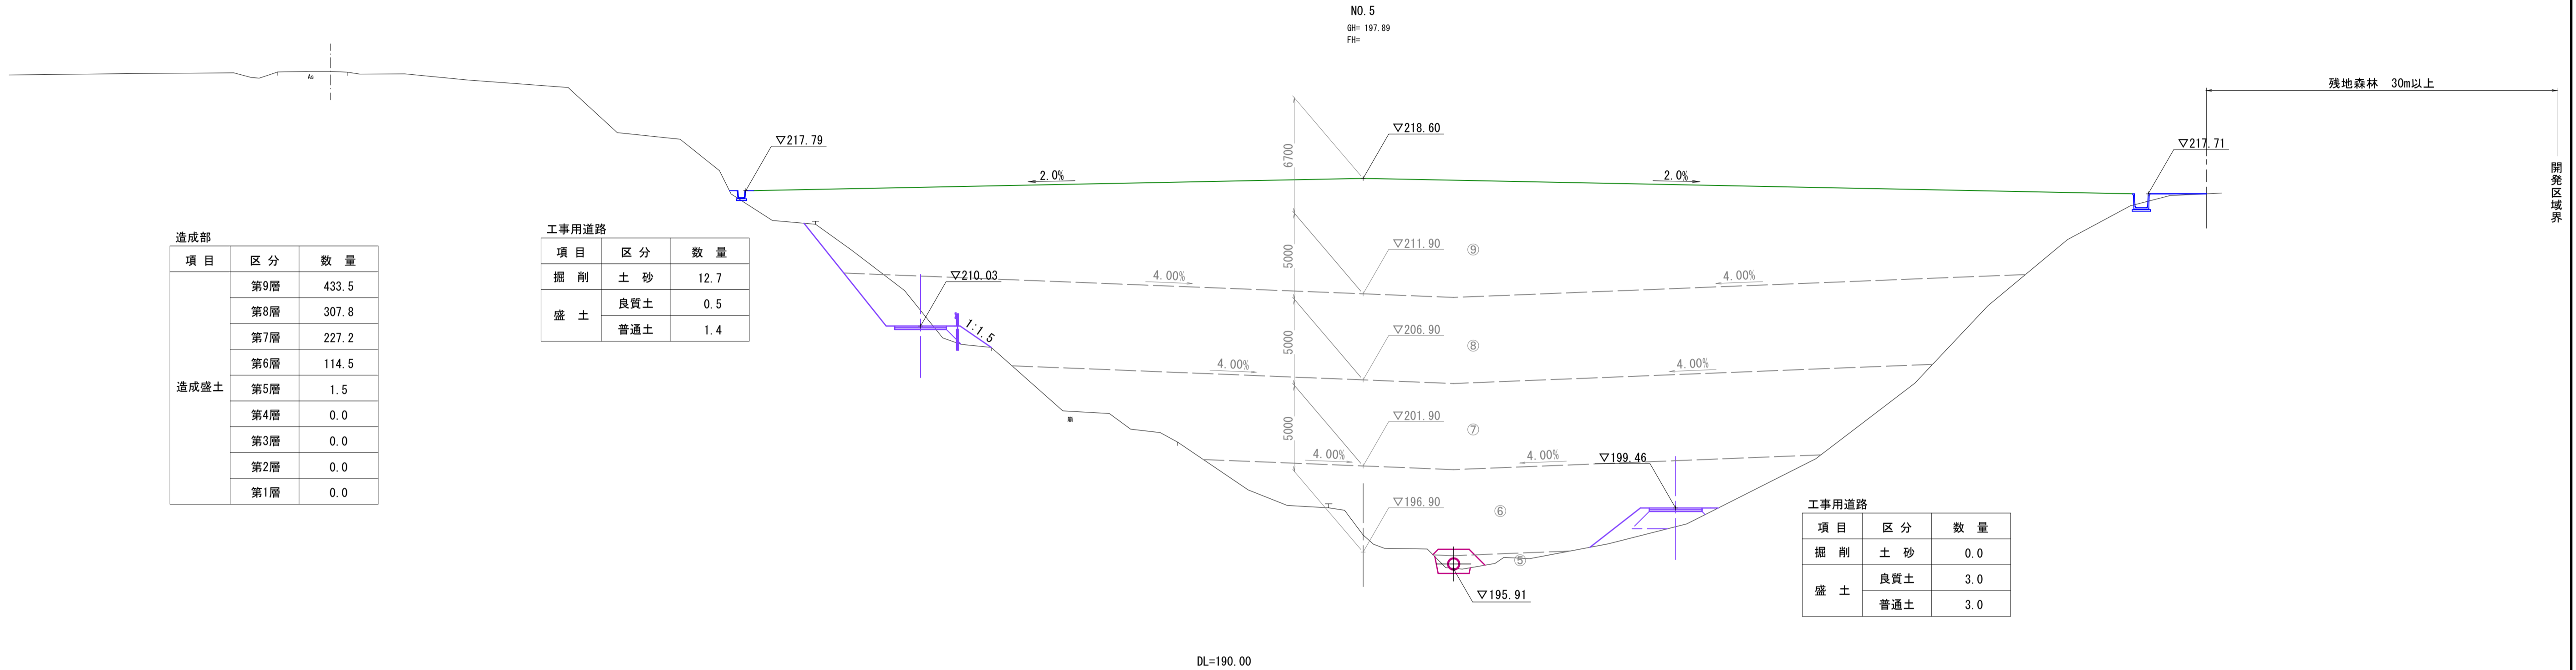 NO.5
GH= 197.89
FH=
As
残地森林　30m以上
開発区域界
▽217.79
▽218.60
▽217.71
2.0%
2.0%
6700
5000
5000
5000
造成部
項 目 区 分 数 量
造成盛土
第9層 433.5
第8層 307.8
第7層 227.2
第6層 114.5
第5層 1.5
第4層 0.0
第3層 0.0
第2層 0.0
第1層 0.0
工事用道路
項 目 区 分 数 量
掘 削 土 砂 12.7
盛 土 良質土 0.5
普通土 1.4
▽210.03
1:1.5
▽211.90
⑨
4.00%
4.00%
▽206.90
⑧
4.00%
4.00%
▽201.90
⑦
4.00%
4.00%
▽199.46
▽196.90
⑥
⑤
▽195.91
工事用道路
項 目 区 分 数 量
掘 削 土 砂 0.0
盛 土 良質土 3.0
普通土 3.0
DL=190.00